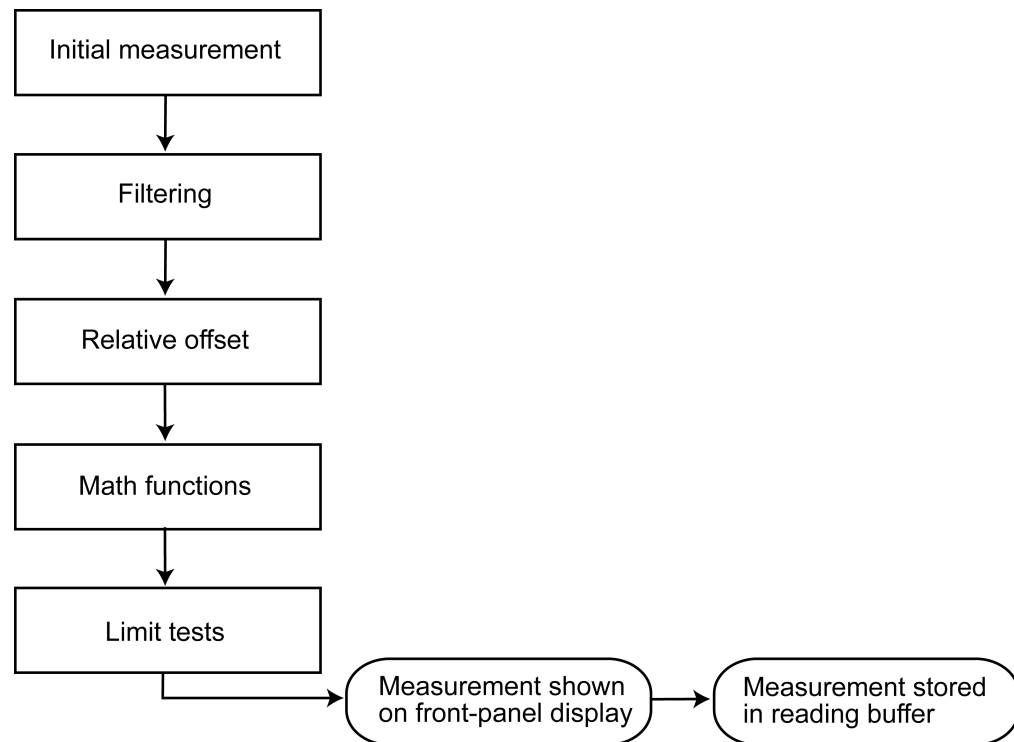 Initial measurement
Filtering
Relative offset
Math functions
Limit tests
Measurement shown
on front-panel display
Measurement stored
in reading buffer